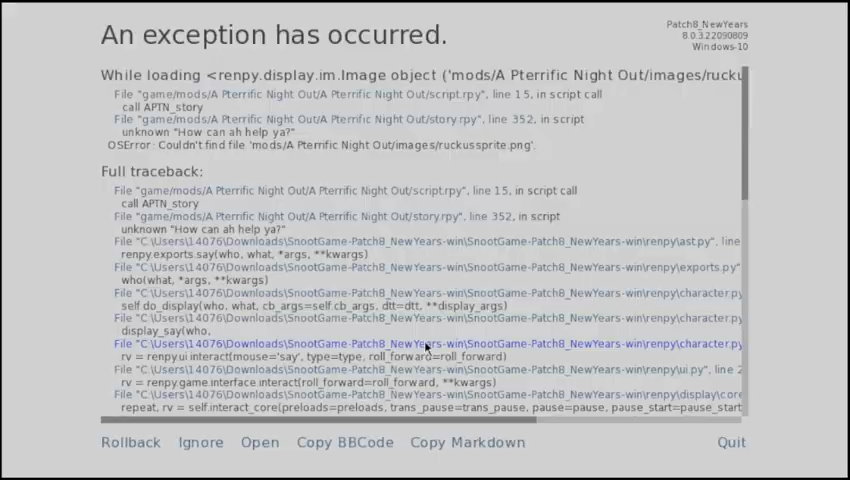 An exception has occurred.
Patch8_NewYears
8.0.3.22090809
Windows-10
While loading <renpy.display.im.Image object ('mods/A Pterrific Night Out/images/rucku
File "game/mods/A Pterrific Night Out/A Pterrific Night Out/script.rpy", line 15, in script call
call APTN_story
File "game/mods/A Pterrific Night Out/A Pterrific Night Out/story.rpy", line 352, in script
unknown "How can ah help ya?"
OSError: Couldn't find file 'mods/A Pterrific Night Out/images/ruckussprite.png'.
Full traceback:
File "game/mods/A Pterrific Night Out/A Pterrific Night Out/script.rpy", line 15, in script call
call APTN_story
File "game/mods/A Pterrific Night Out/A Pterrific Night Out/story.rpy", line 352, in script
unknown "How can ah help ya?"
File "C:\Users\14076\Downloads\SnootGame-Patch8_NewYears-win\SnootGame-Patch8_NewYears-win\renpy\ast.py", line
renpy.exports.say(who, what, *args, **kwargs)
File "C:\Users\14076\Downloads\SnootGame-Patch8_NewYears-win\SnootGame-Patch8_NewYears-win\renpy\exports.py"
who(what, *args, **kwargs)
File "C:\Users\14076\Downloads\SnootGame-Patch8_NewYears-win\SnootGame-Patch8_NewYears-win\renpy\character.py
self.do_display(who, what, cb_args=self.cb_args, dtt=dtt, **display_args)
File "C:\Users\14076\Downloads\SnootGame-Patch8_NewYears-win\SnootGame-Patch8_NewYears-win\renpy\character.py
display_say(who,
File "C:\Users\14076\Downloads\SnootGame-Patch8_NewYears-win\SnootGame-Patch8_NewYears-win\renpy\character.py
rv = renpy.ui.interact(mouse='say', type=type, roll_forward=roll_forward)
File "C:\Users\14076\Downloads\SnootGame-Patch8_NewYears-win\SnootGame-Patch8_NewYears-win\renpy\ui.py", line 2
rv = renpy.game.interface.interact(roll_forward=roll_forward, **kwargs)
File "C:\Users\14076\Downloads\SnootGame-Patch8_NewYears-win\SnootGame-Patch8_NewYears-win\renpy\display\core
repeat, rv = self.interact_core(preloads=preloads, trans_pause=trans_pause, pause=pause, pause_start=pause_start
Rollback Ignore Open Copy BBCode Copy Markdown Quit